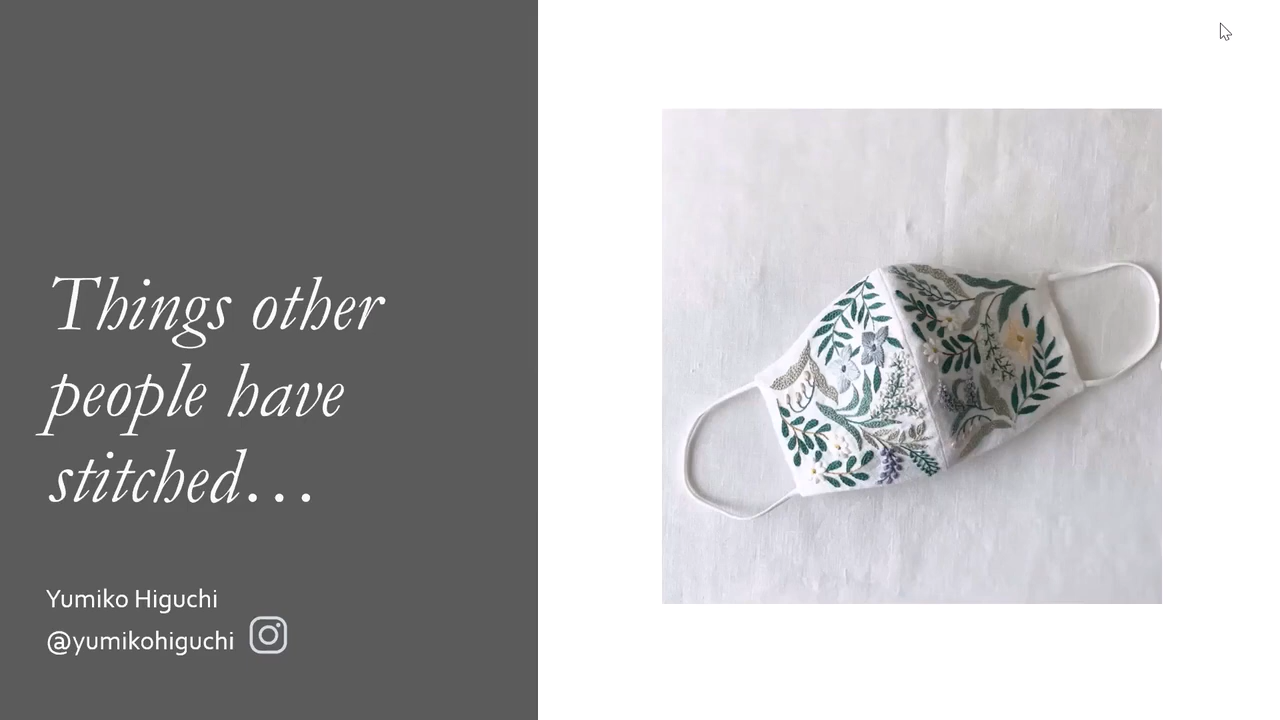 Things other
people have
stitched…
Yumiko Higuchi
@yumikohiguchi